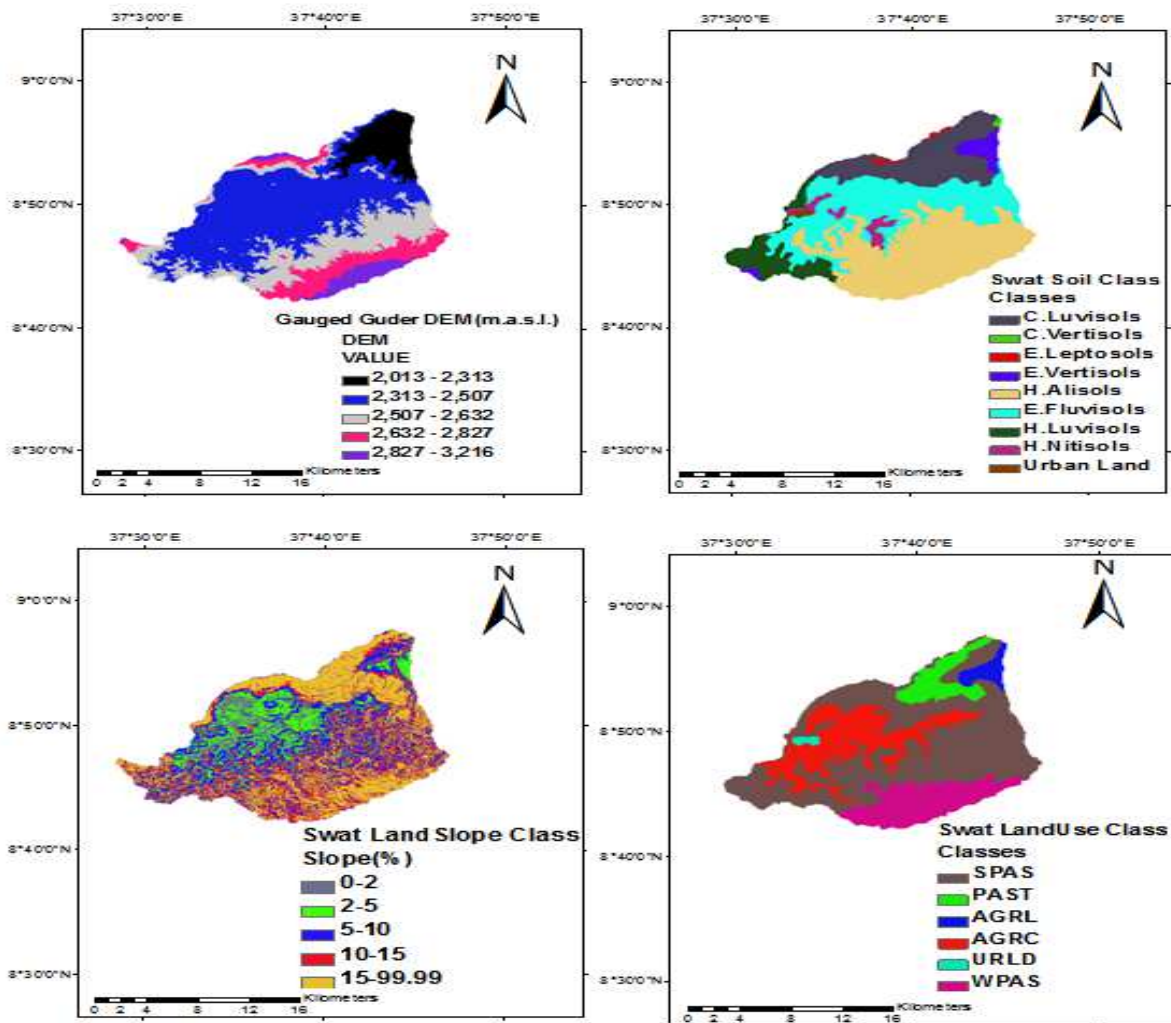 37°30'0"E 37°40'0"E 37°50'0"E
9°0'0"N
8°50'0"N
8°40'0"N
8°30'0"N
N
Gauged Guder DEM(m.a.s.l.)
DEM
VALUE
2,013 - 2,313
2,313 - 2,507
2,507 - 2,632
2,632 - 2,827
2,827 - 3,216
Kilometers
0 2 4 8 12 16
37°30'0"E 37°40'0"E 37°50'0"E
9°0'0"N
8°50'0"N
8°40'0"N
8°30'0"N
N
Swat Soil Class
Classes
C.Luvisols
C.Vertisols
E.Leptosols
E.Vertisols
H.Alisols
E.Fluvisols
H.Luvisols
H.Nitisols
Urban Land
Kilometers
0 2 4 8 12 16
37°30'0"E 37°40'0"E 37°50'0"E
9°0'0"N
8°50'0"N
8°40'0"N
8°30'0"N
N
Swat Land Slope Class
Slope(%)
0-2
2-5
5-10
10-15
15-99.99
Kilometers
0 2 4 8 12 16
37°30'0"E 37°40'0"E 37°50'0"E
9°0'0"N
8°50'0"N
8°40'0"N
8°30'0"N
N
Swat LandUse Class
Classes
SPAS
PAST
AGRL
AGRC
URLD
WPAS
Kilometers
0 2 4 8 12 16